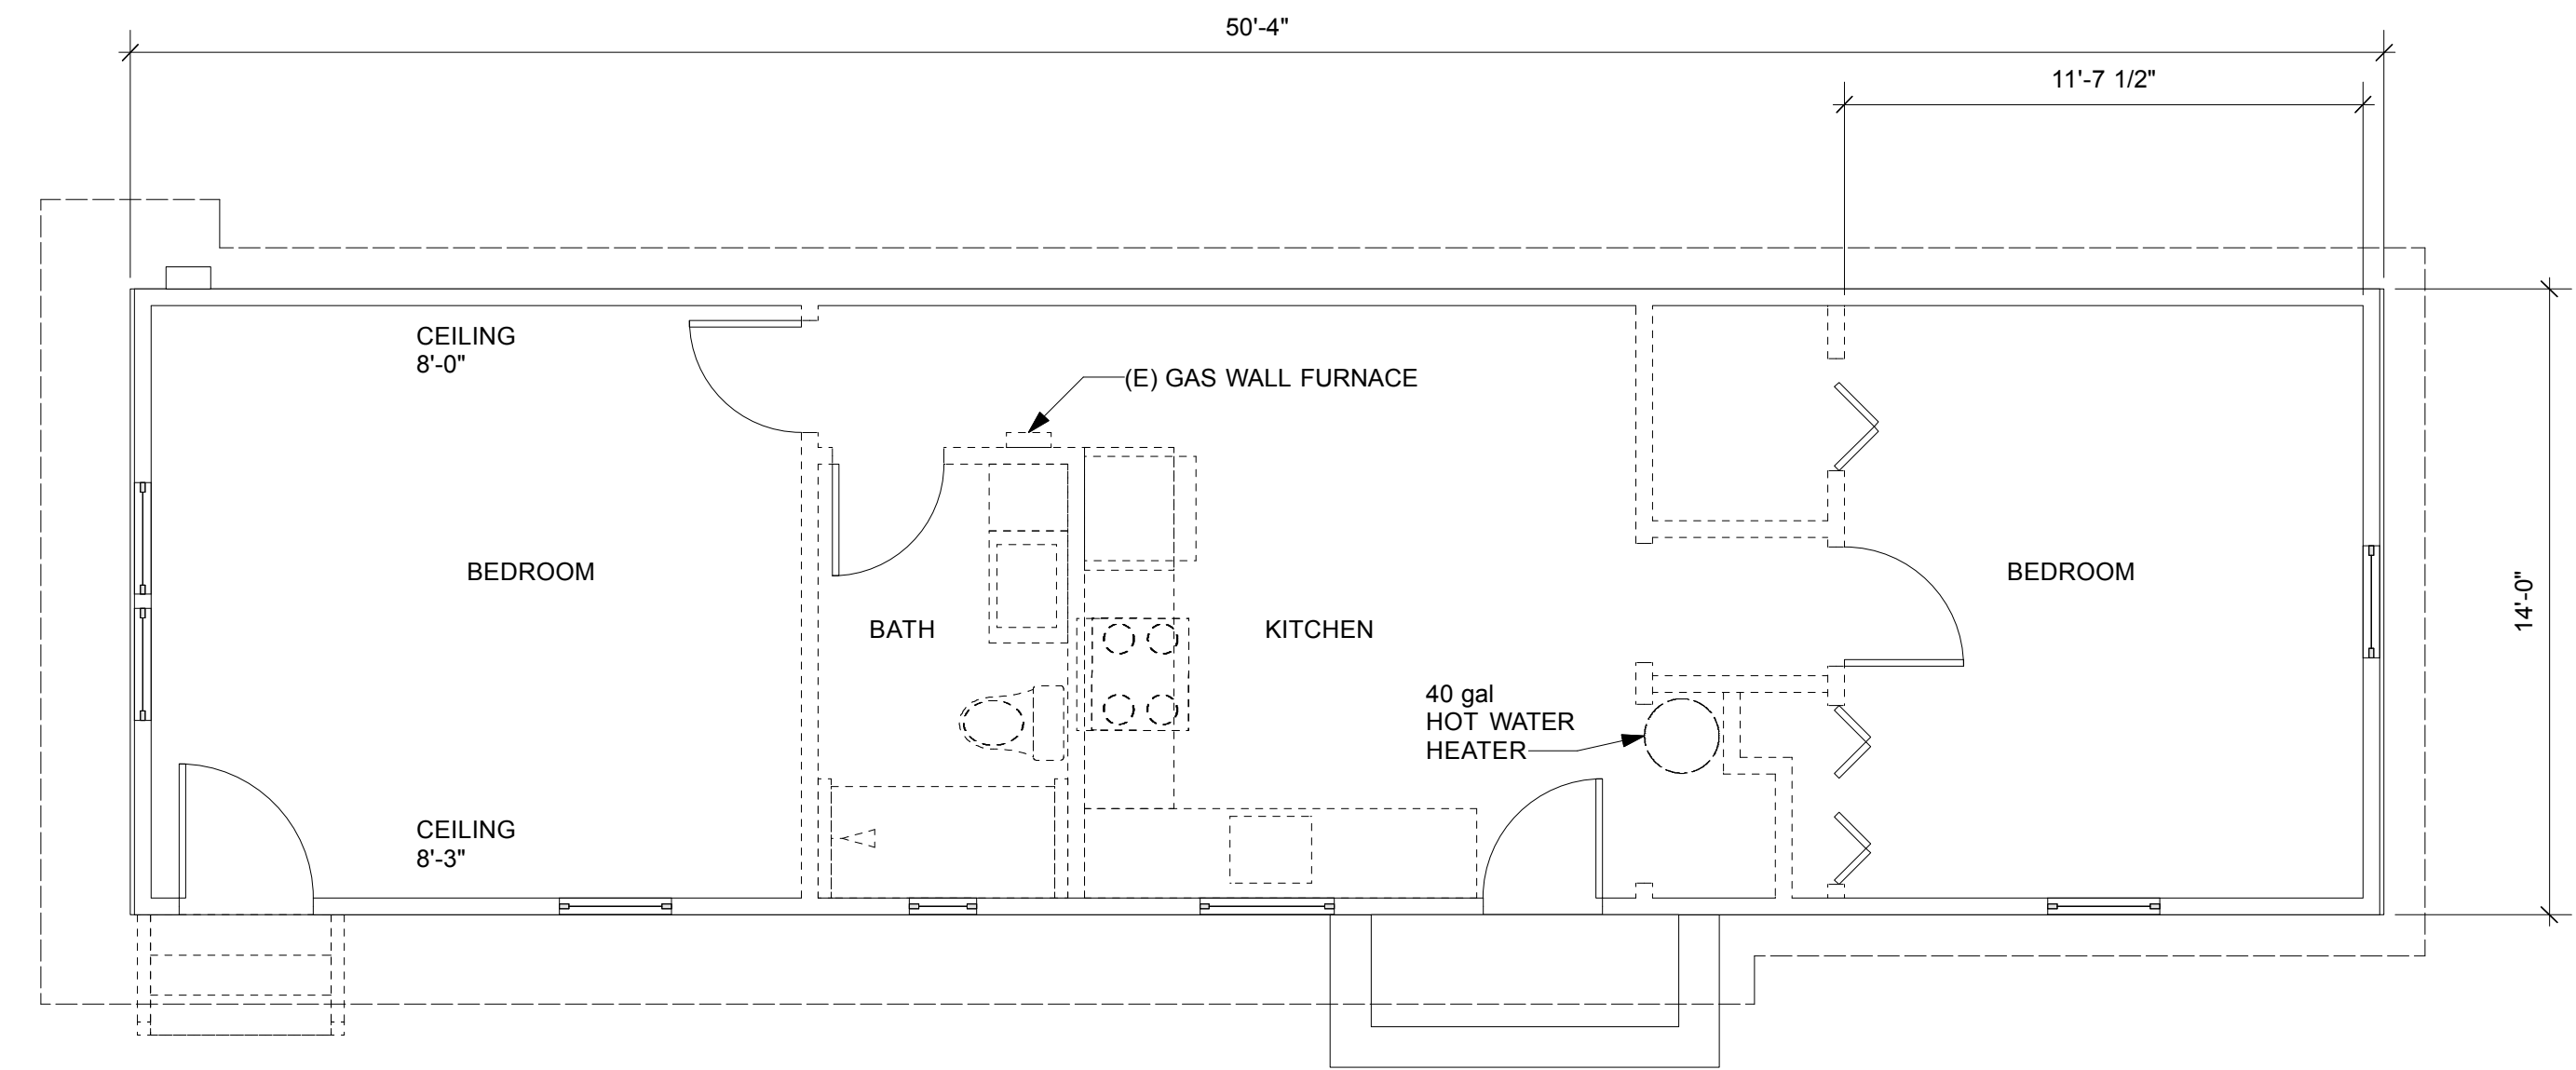 50'-4"
11'-7 1/2"
CEILING
8'-0"
(E) GAS WALL FURNACE
BEDROOM
BEDROOM
14'-0"
BATH
KITCHEN
40 gal
HOT WATER
HEATER
CEILING
8'-3"